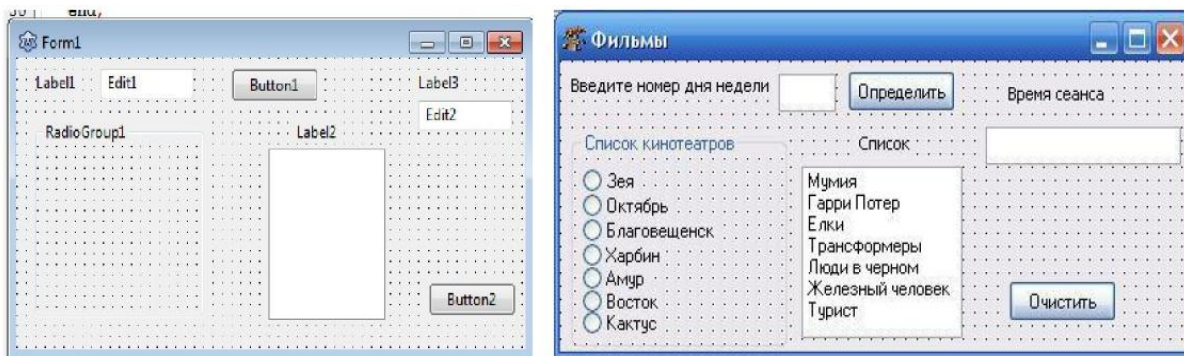 end;
Form1
Label1 Edit1 Button1 Label3
Edit2
RadioGroup1 Label2
Button2
Фильмы
Введите номер дня недели Определить Время сеанса
Список кинотеатров Список
Зея
Октябрь
Благовещенск
Харбин
Амур
Восток
Кактус
Мумия
Гарри Потер
Елки
Трансформеры
Люди в черном
Железный человек
Турист
Очистить